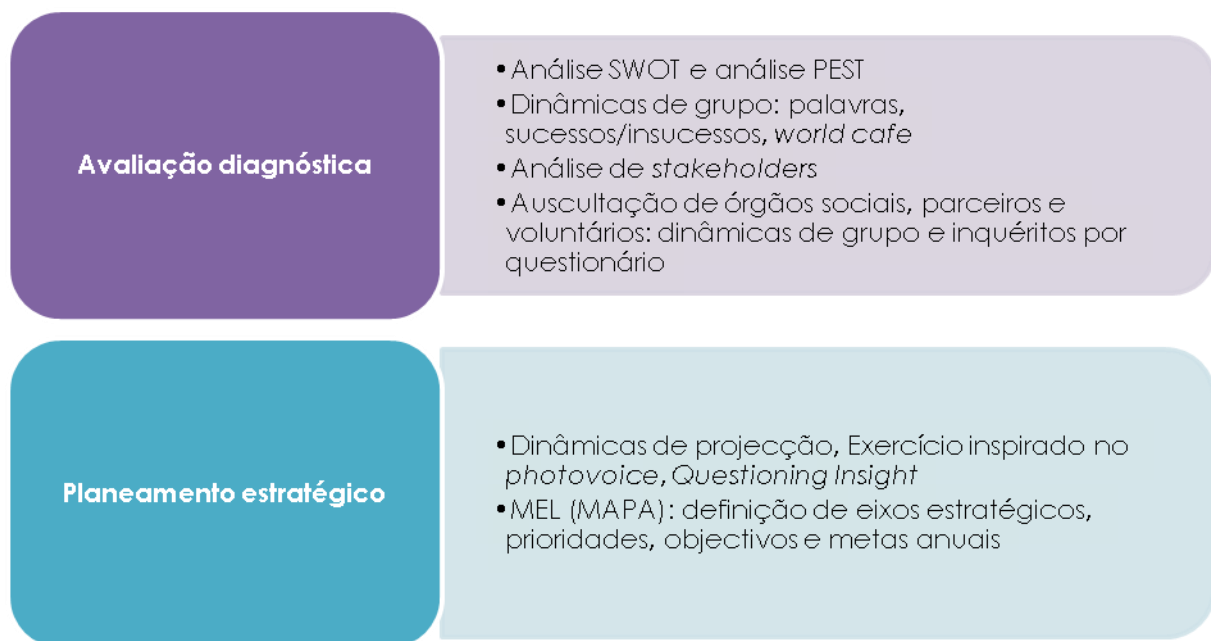 Avaliação diagnóstica
•Análise SWOT e análise PEST
•Dinâmicas de grupo: palavras,
sucessos/insucessos, world cafe
•Análise de stakeholders
•Auscultação de órgãos sociais, parceiros e
voluntários: dinâmicas de grupo e inquéritos por
questionário
Planeamento estratégico
•Dinâmicas de projecção, Exercício inspirado no
photovoice, Questioning Insight
•MEL (MAPA): definição de eixos estratégicos,
prioridades, objectivos e metas anuais